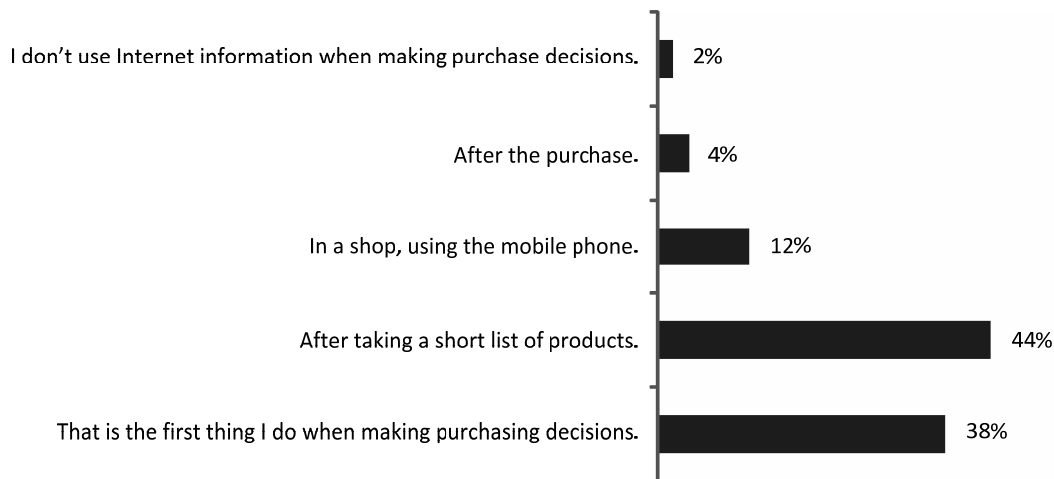 I don’t use Internet information when making purchase decisions. 2%
After the purchase. 4%
In a shop, using the mobile phone. 12%
After taking a short list of products. 44%
That is the first thing I do when making purchasing decisions. 38%